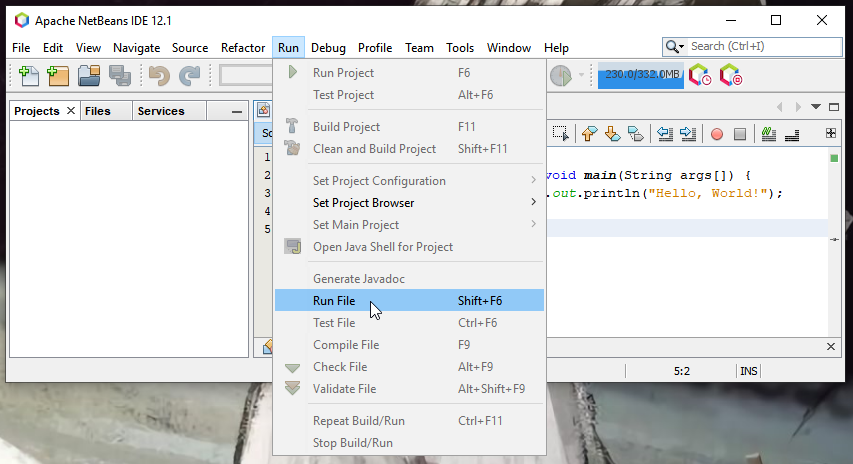 Apache NetBeans IDE 12.1
File Edit View Navigate Source Refactor Run Debug Profile Team Tools Window Help
Search (Ctrl+I)
230.0/332.0MB
Projects Files Services
Run Project F6
Test Project Alt+F6
Build Project F11
Clean and Build Project Shift+F11
Set Project Configuration
Set Project Browser
Set Main Project
Open Java Shell for Project
Generate Javadoc
Run File Shift+F6
Test File Ctrl+F6
Compile File F9
Check File Alt+F9
Validate File Alt+Shift+F9
Repeat Build/Run Ctrl+F11
Stop Build/Run
1
2 void main(String args[]) {
3 .out.println("Hello, World!");
4
5
5:2 INS